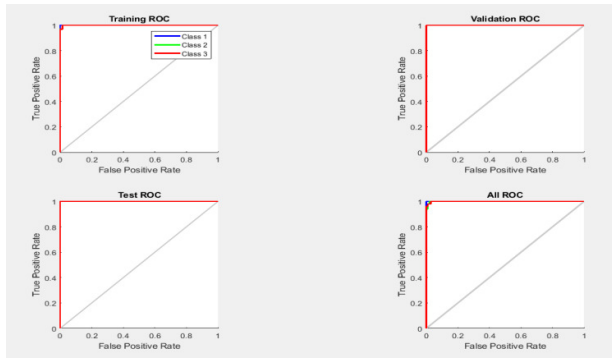 Training ROC
1
0.8
0.6
0.4
0.2
0
True Positive Rate
Class 1
Class 2
Class 3
0 0.2 0.4 0.6 0.8 1
False Positive Rate
Validation ROC
1
0.8
0.6
0.4
0.2
0
True Positive Rate
0 0.2 0.4 0.6 0.8 1
False Positive Rate
Test ROC
1
0.8
0.6
0.4
0.2
0
True Positive Rate
0 0.2 0.4 0.6 0.8 1
False Positive Rate
All ROC
1
0.8
0.6
0.4
0.2
0
True Positive Rate
0 0.2 0.4 0.6 0.8 1
False Positive Rate